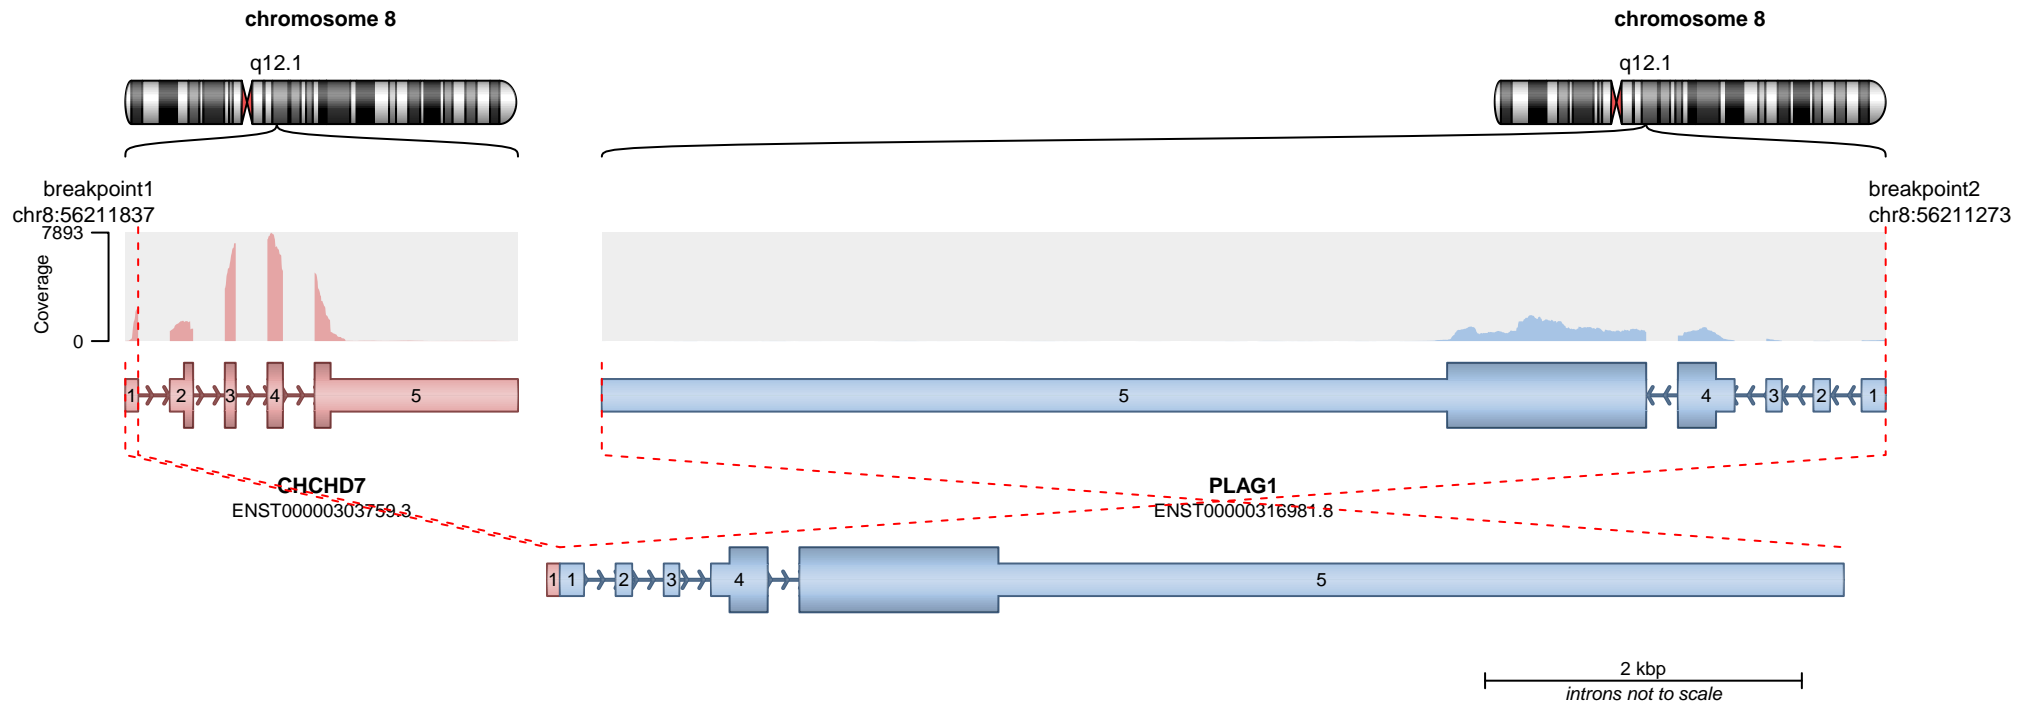 chromosome 8
chromosome 8
q12.1
q12.1
breakpoint1
chr8:56211837
breakpoint2
chr8:56211273
7893
Coverage
0
1 2 3 4 5
5 4 3 2 1
CHCHD7
ENST00000303759.3
PLAG1
ENST00000316981.8
1 1 2 3 4 5
2 kbp
introns not to scale